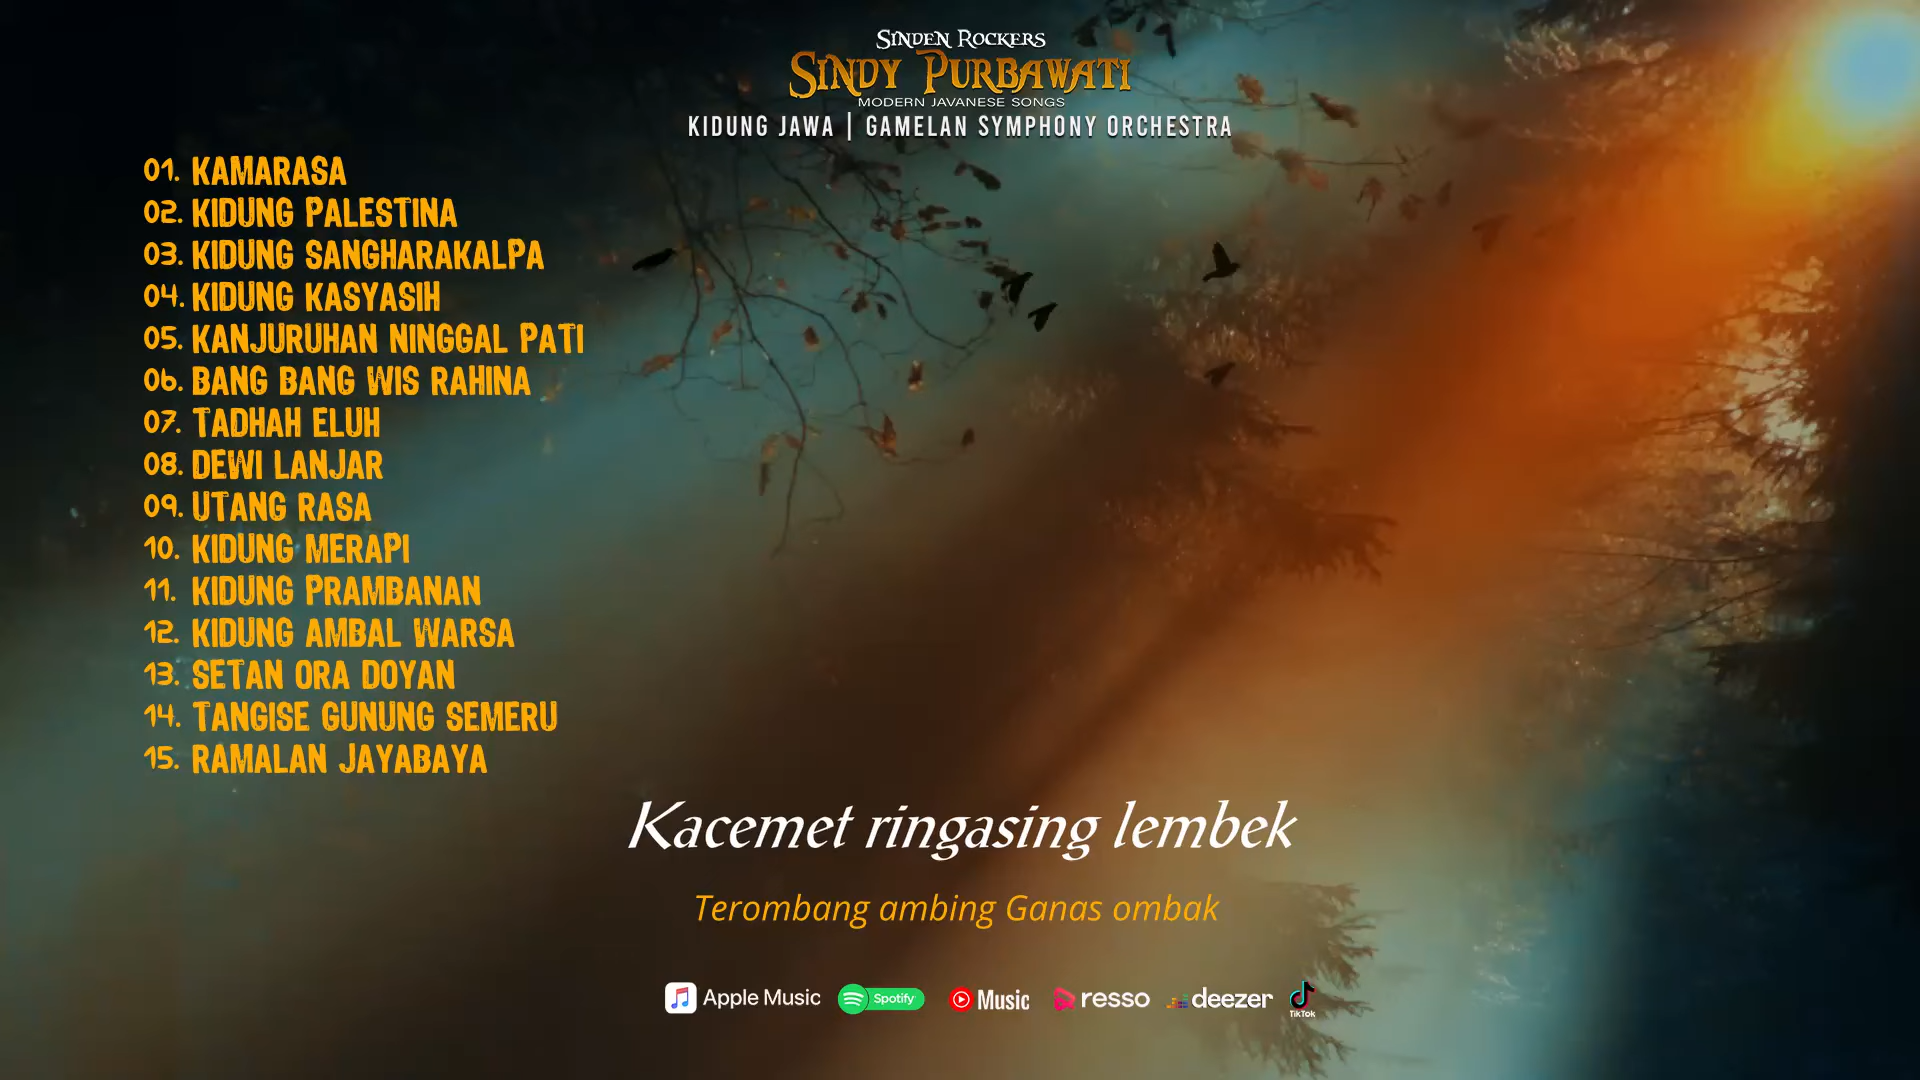 SINDEN ROCKERS
SINDY PURBAWATI
MODERN JAVANESE SONGS
KIDUNG JAWA | GAMELAN SYMPHONY ORCHESTRA
01. KAMARASA
02. KIDUNG PALESTINA
03. KIDUNG SANGHARAKALPA
04. KIDUNG KASYASIH
05. KANJURUHAN NINGGAL PATI
06. BANG BANG WIS RAHINA
07. TADHAH ELUH
08. DEWI LANJAR
09. UTANG RASA
10. KIDUNG MERAPI
11. KIDUNG PRAMBANAN
12. KIDUNG AMBAL WARSA
13. SETAN ORA DOYAN
14. TANGISE GUNUNG SEMERU
15. RAMALAN JAYABAYA
Kacemet ringasing lembek
Terombang ambing Ganas ombak
Apple Music Spotify Music resso deezer TikTok